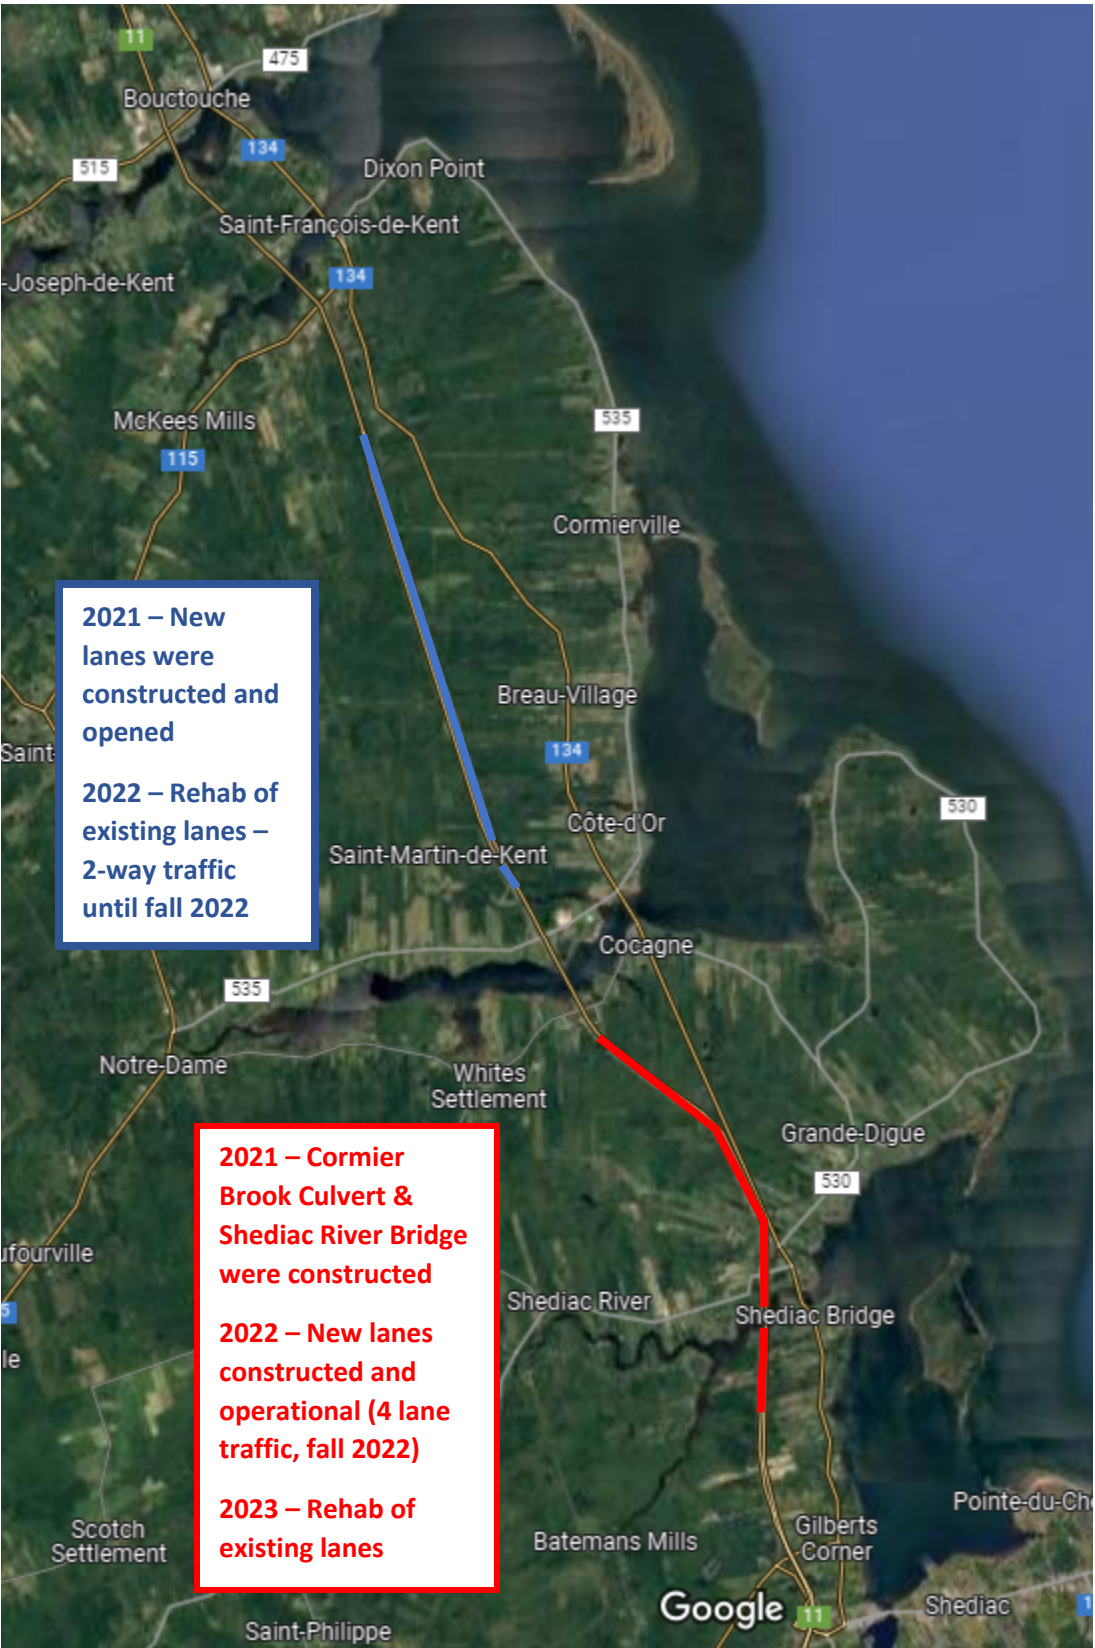 11
475
Bouctouche
134
515
Dixon Point
Saint-François-de-Kent
134
-Joseph-de-Kent
McKees Mills
535
115
Cormierville
2021 – New
lanes were
constructed and
opened
2022 – Rehab of
existing lanes –
2-way traffic
until fall 2022
Breau-Village
Saint-
134
530
Côte-d'Or
Saint-Martin-de-Kent
Cocagne
535
Notre-Dame
Whites
Settlement
Grande-Digue
530
2021 – Cormier
Brook Culvert &
Shediac River Bridge
were constructed
2022 – New lanes
constructed and
operational (4 lane
traffic, fall 2022)
2023 – Rehab of
existing lanes
ufourville
Shediac River
5
Shediac Bridge
le
Pointe-du-Ch
Scotch
Settlement
Batemans Mills
Gilberts
Corner
Google
11
Shediac
1
Saint-Philippe